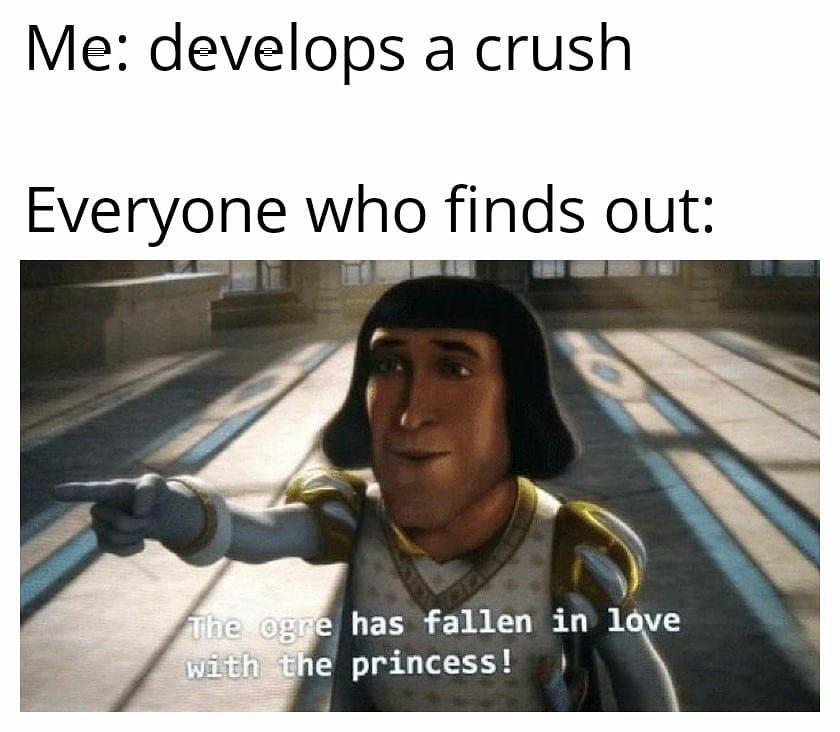 Me: develops a crush
Everyone who finds out:
The ogre has fallen in love
with the princess!